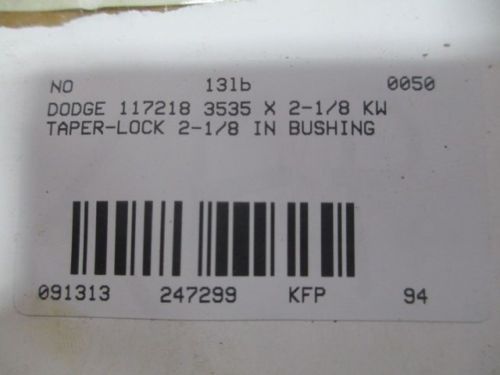 NO 13lb 0050
DODGE 117218 3535 X 2-1/8 KW
TAPER-LOCK 2-1/8 IN BUSHING
091313 247299 KFP 94